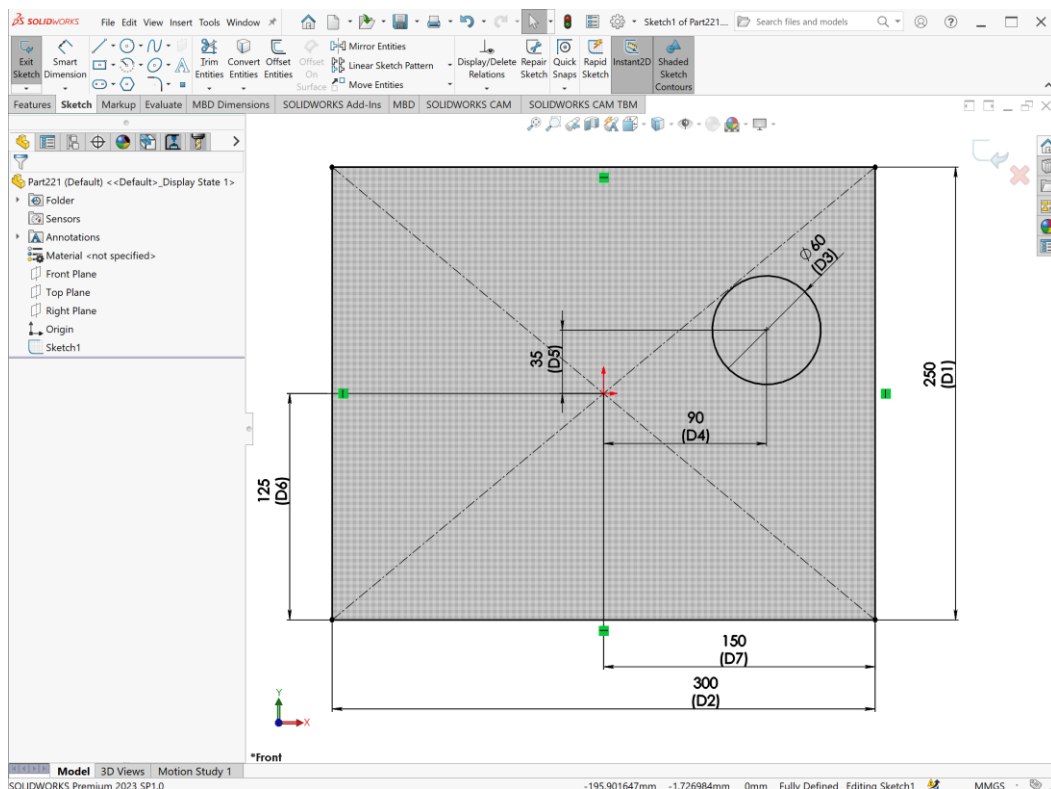 SOLIDWORKS File Edit View Insert Tools Window Sketch1 of Part221... Search files and models
Exit Sketch
Smart Dimension
Trim Entities
Convert Entities
Offset Entities
Offset On Surface
Mirror Entities
Linear Sketch Pattern
Move Entities
Display/Delete Relations
Repair Sketch
Quick Snaps
Rapid Sketch
Instant2D
Shaded Sketch Contours
Features Sketch Markup Evaluate MBD Dimensions SOLIDWORKS Add-Ins MBD SOLIDWORKS CAM SOLIDWORKS CAM TBM
Part221 (Default) <<Default>_Display State 1>
Folder
Sensors
Annotations
Material <not specified>
Front Plane
Top Plane
Right Plane
Origin
Sketch1
⌀60
(D3)
35
(D5)
250
(D1)
90
(D4)
125
(D6)
150
(D7)
300
(D2)
Y
X
*Front
Model 3D Views Motion Study 1
SOLIDWORKS Premium 2023 SP1.0 -195.901647mm -1.726984mm 0mm Fully Defined Editing Sketch1 MMGS